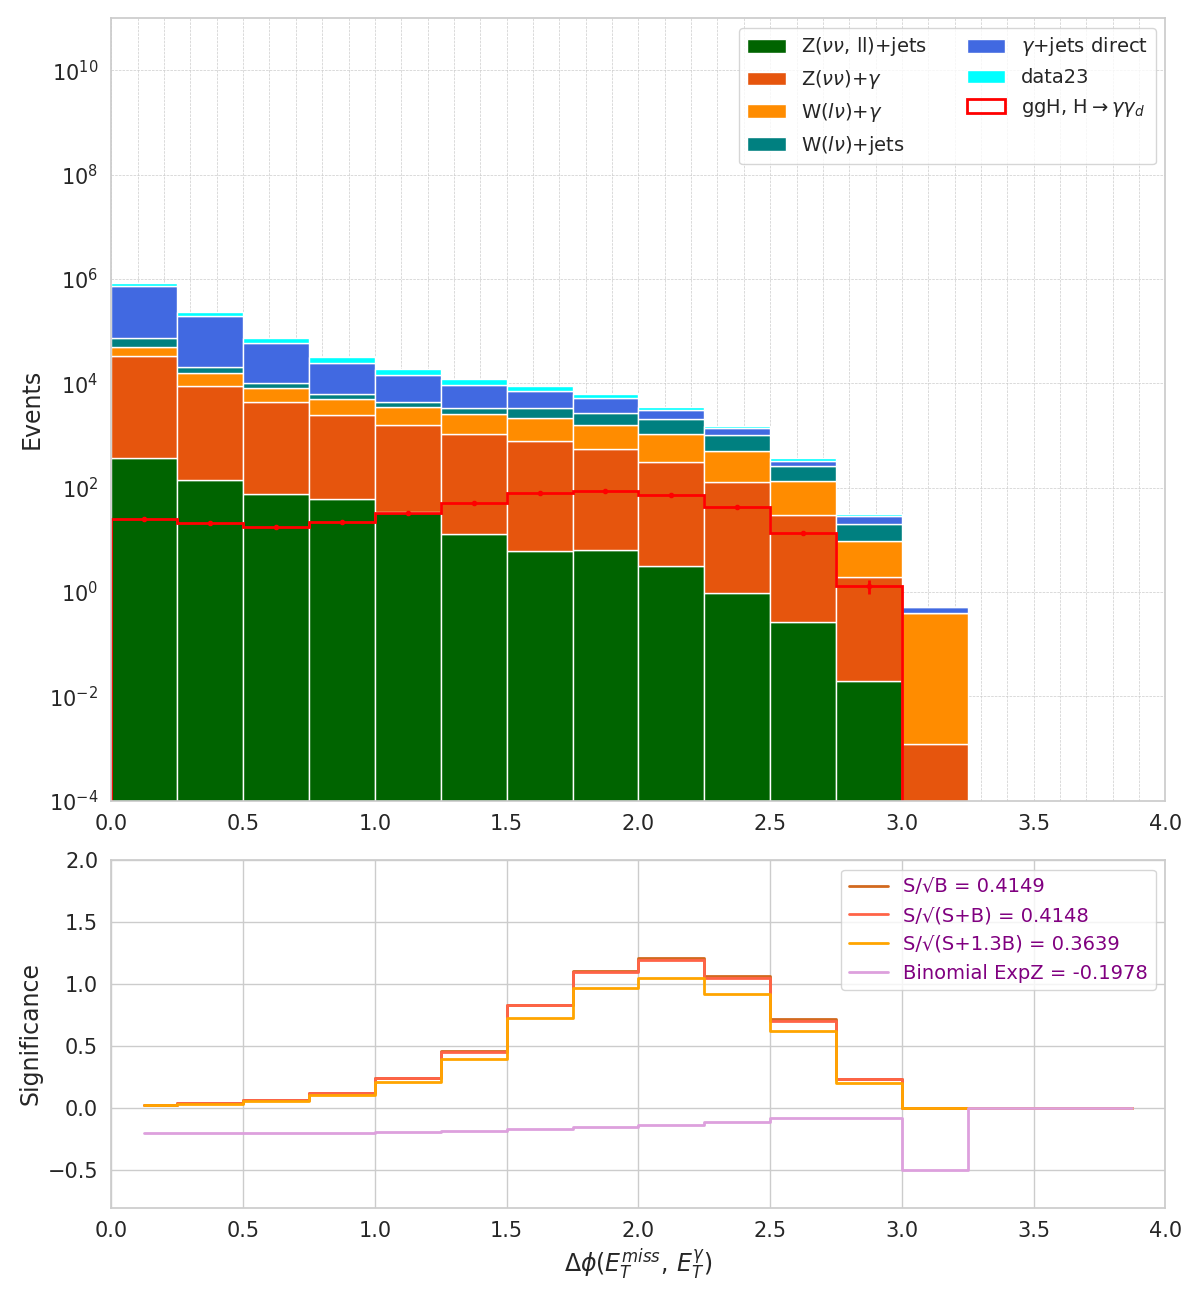 Z(νν, ll)+jets
Z(νν)+γ
W(lν)+γ
W(lν)+jets
γ+jets direct
data23
ggH, H→γγ_d
Events
10^10
10^8
10^6
10^4
10^2
10^0
10^−2
10^−4
0.0 0.5 1.0 1.5 2.0 2.5 3.0 3.5 4.0
S/√B = 0.4149
S/√(S+B) = 0.4148
S/√(S+1.3B) = 0.3639
Binomial ExpZ = -0.1978
Significance
2.0
1.5
1.0
0.5
0.0
−0.5
0.0 0.5 1.0 1.5 2.0 2.5 3.0 3.5 4.0
Δϕ(E_T^miss, E_T^γ)